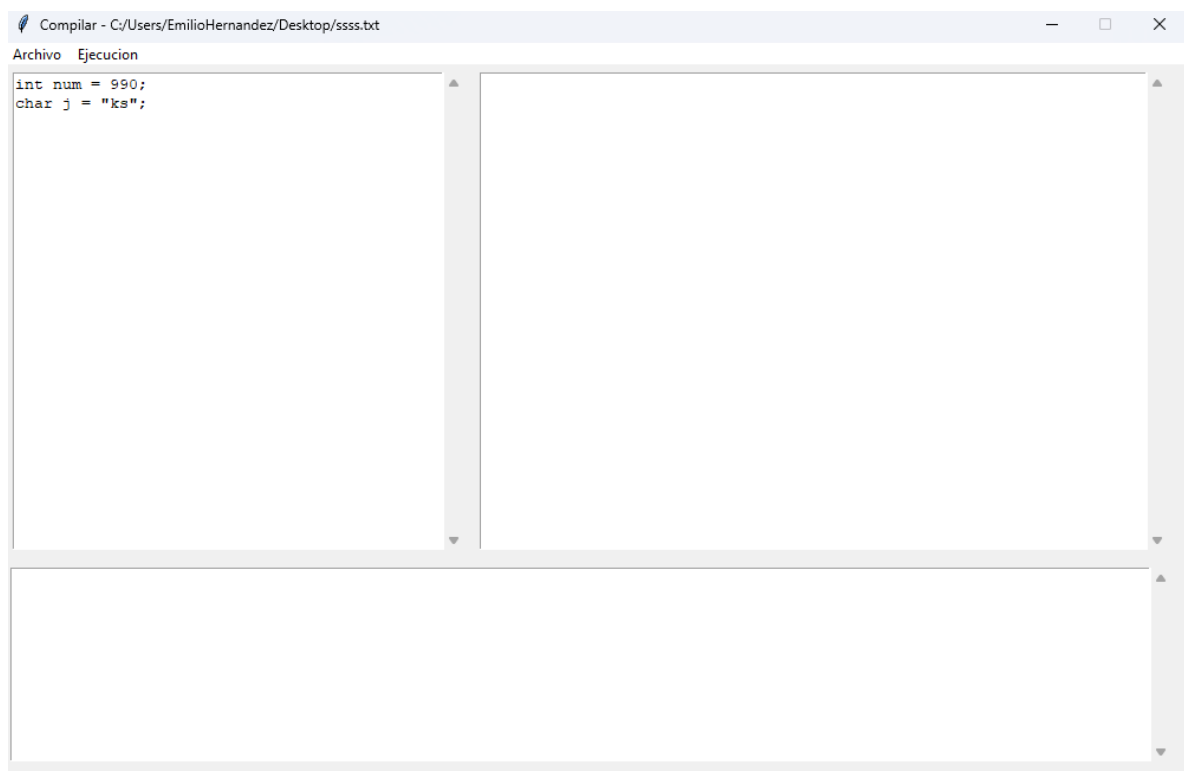 Compilar - C:/Users/EmilioHernandez/Desktop/ssss.txt
Archivo Ejecucion
int num = 990;
char j = "ks";